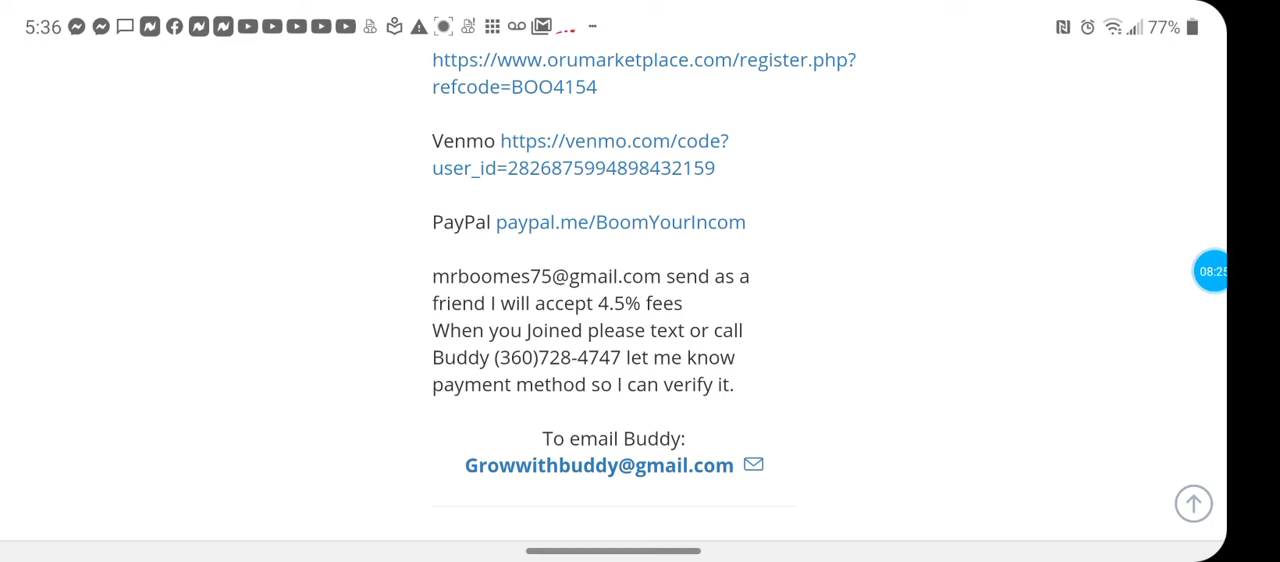 5:36
77%
https://www.orumarketplace.com/register.php?
refcode=BOO4154
Venmo https://venmo.com/code?
user_id=2826875994898432159
PayPal paypal.me/BoomYourIncom
mrboomes75@gmail.com send as a
friend I will accept 4.5% fees
When you Joined please text or call
Buddy (360)728-4747 let me know
payment method so I can verify it.
To email Buddy:
Growwithbuddy@gmail.com
08:25